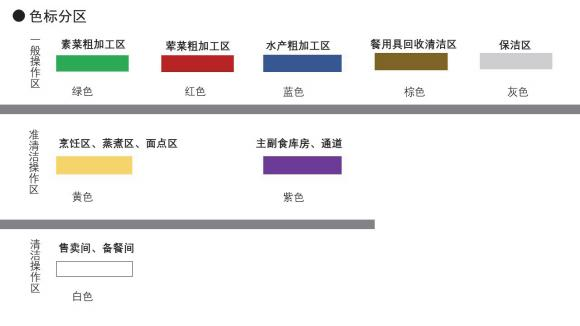 色标分区
一般操作区
素菜粗加工区
荤菜粗加工区
水产粗加工区
餐用具回收清洁区
保洁区
绿色
红色
蓝色
棕色
灰色
准清洁操作区
烹饪区、蒸煮区、面点区
主副食库房、通道
黄色
紫色
清洁操作区
售卖间、备餐间
白色